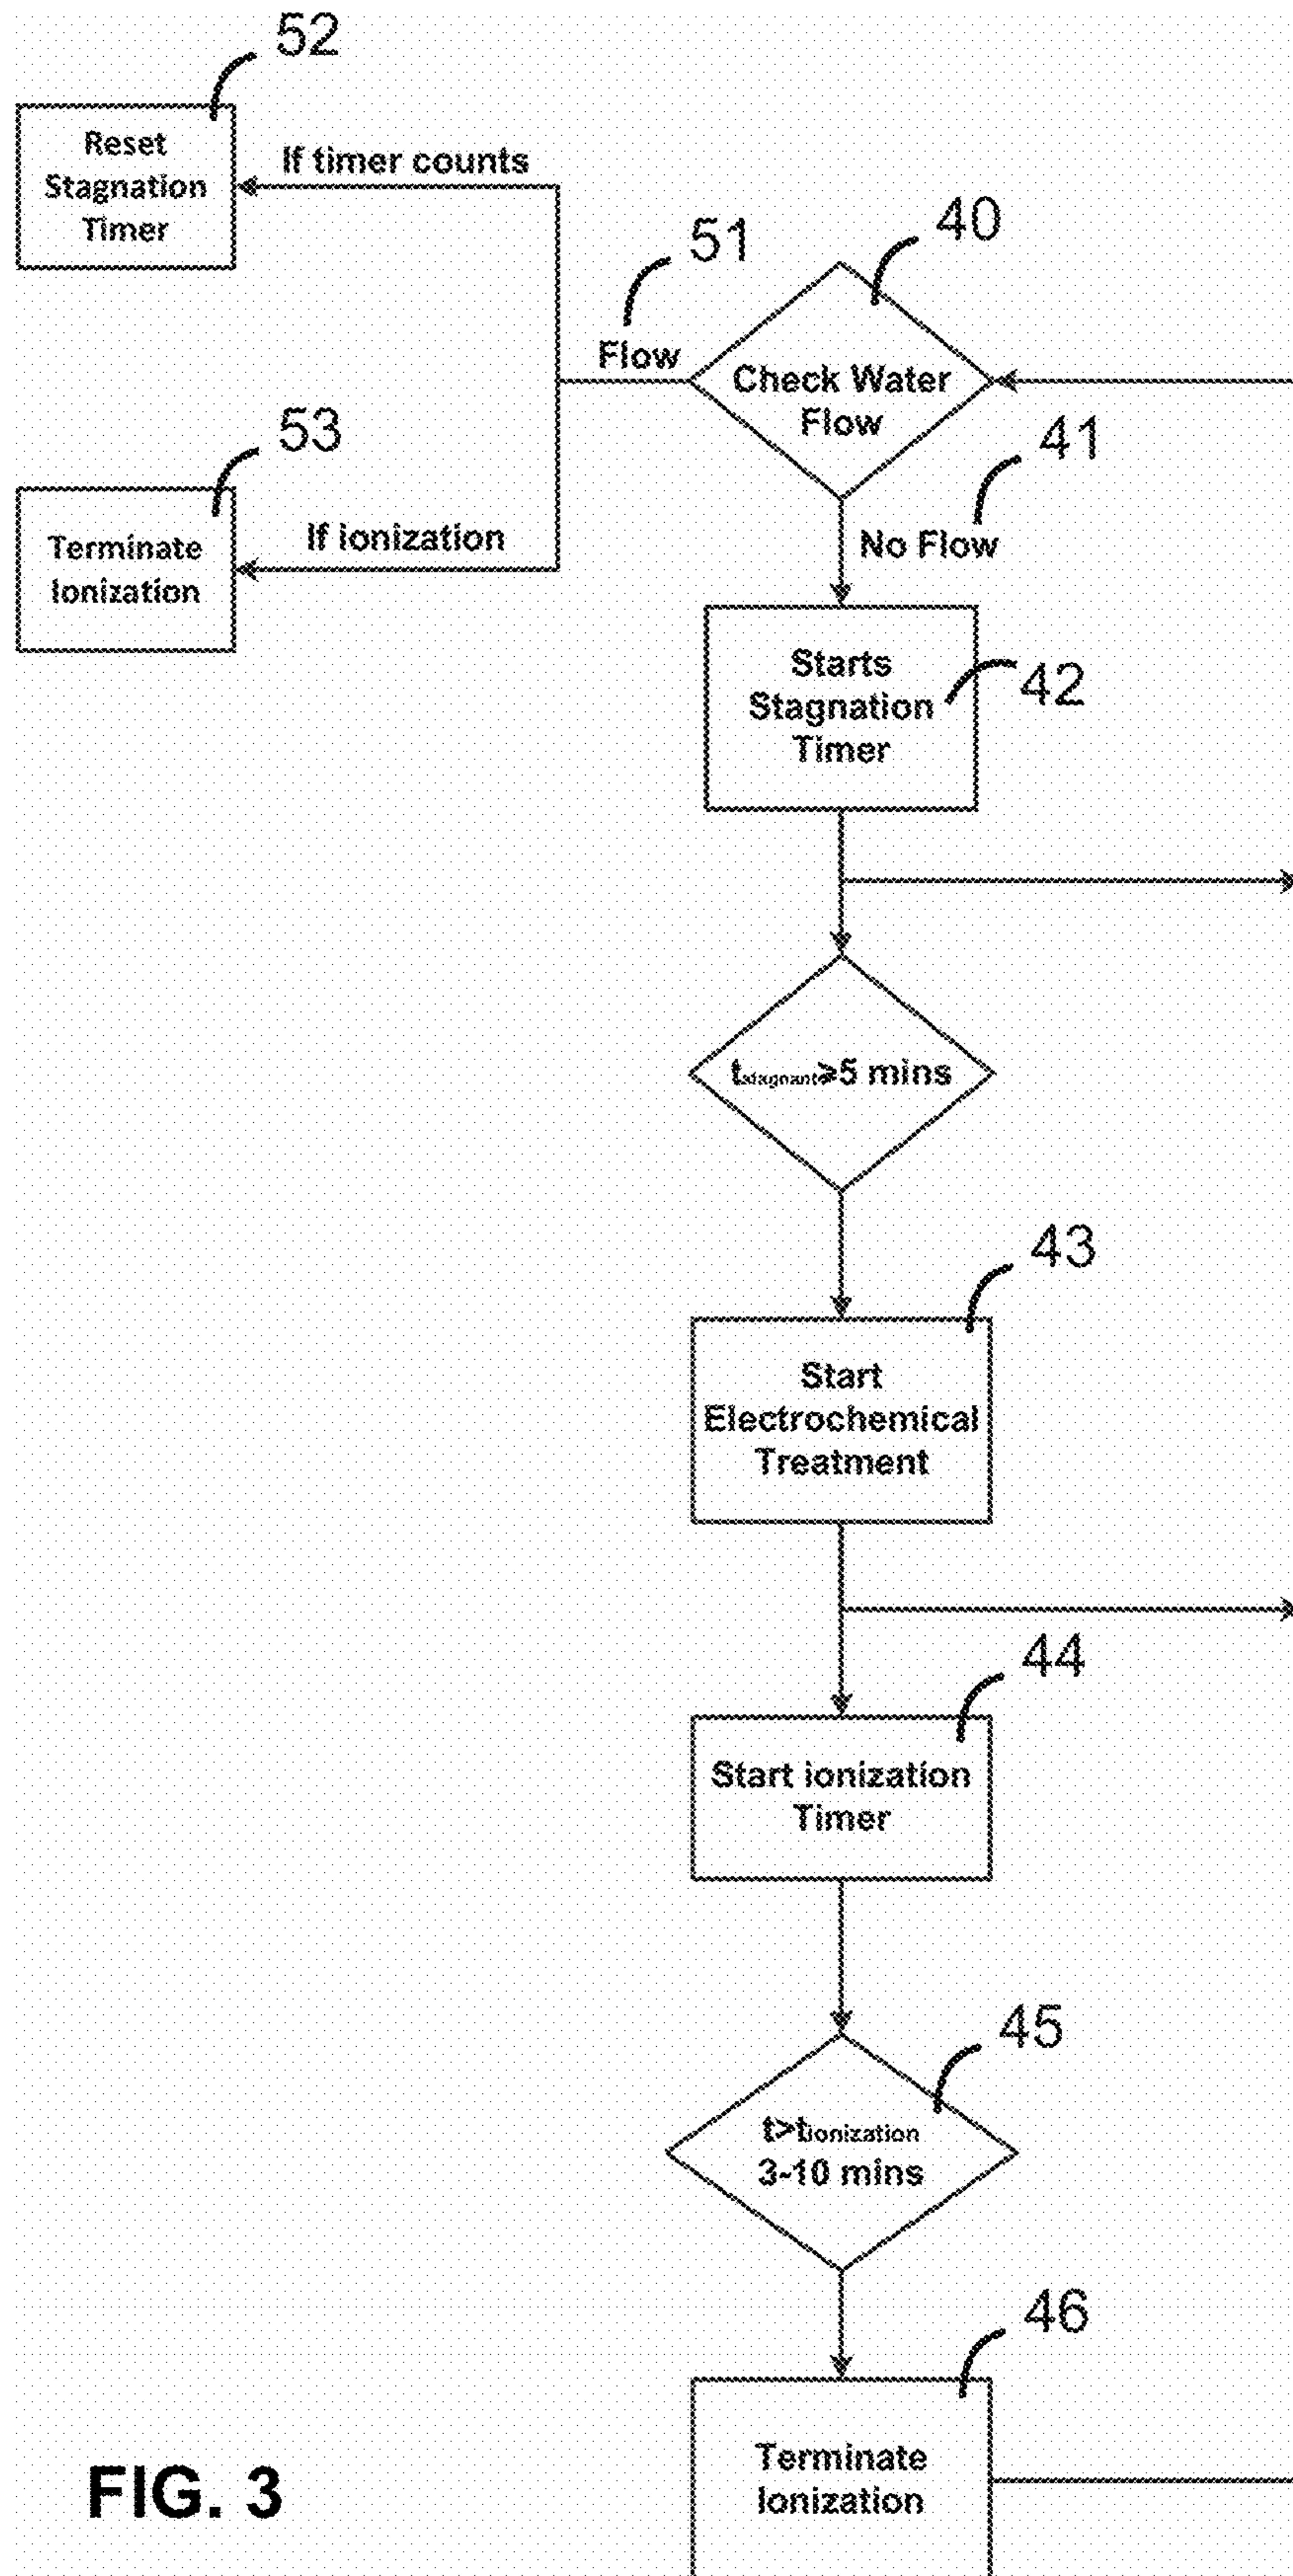 52
Reset
Stagnation
Timer
If timer counts
40
51
Flow
Check Water
Flow
53
41
Terminate
Ionization
If ionization
No Flow
Starts
Stagnation
Timer
42
tstagnant>5 mins
43
Start
Electrochemical
Treatment
44
Start ionization
Timer
45
t>tionization
3-10 mins
46
Terminate
Ionization
FIG. 3